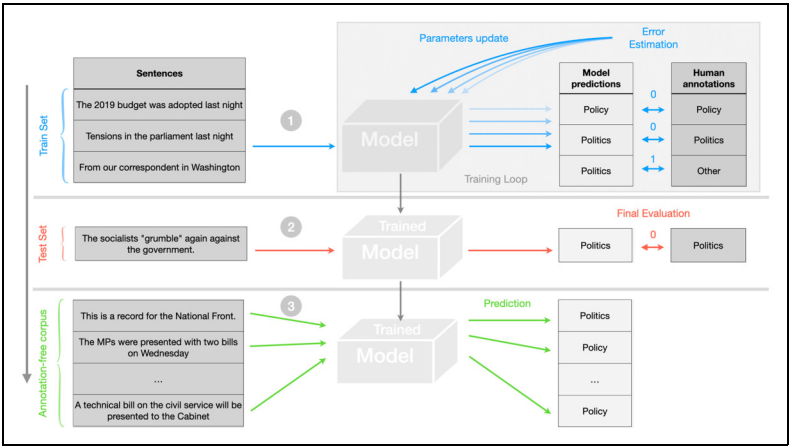 Parameters update
Error
Estimation
Train Set
Sentences
The 2019 budget was adopted last night
Tensions in the parliament last night
From our correspondent in Washington
1
Model
Training Loop
Model
predictions
Policy
Politics
Politics
0
0
1
Human
annotations
Policy
Politics
Other
Test Set
The socialists "grumble" again against
the government.
2
Trained
Model
Final Evaluation
Politics
0
Politics
Annotation-free corpus
This is a record for the National Front.
The MPs were presented with two bills
on Wednesday
...
A technical bill on the civil service will be
presented to the Cabinet
3
Trained
Model
Prediction
Politics
Policy
...
Policy